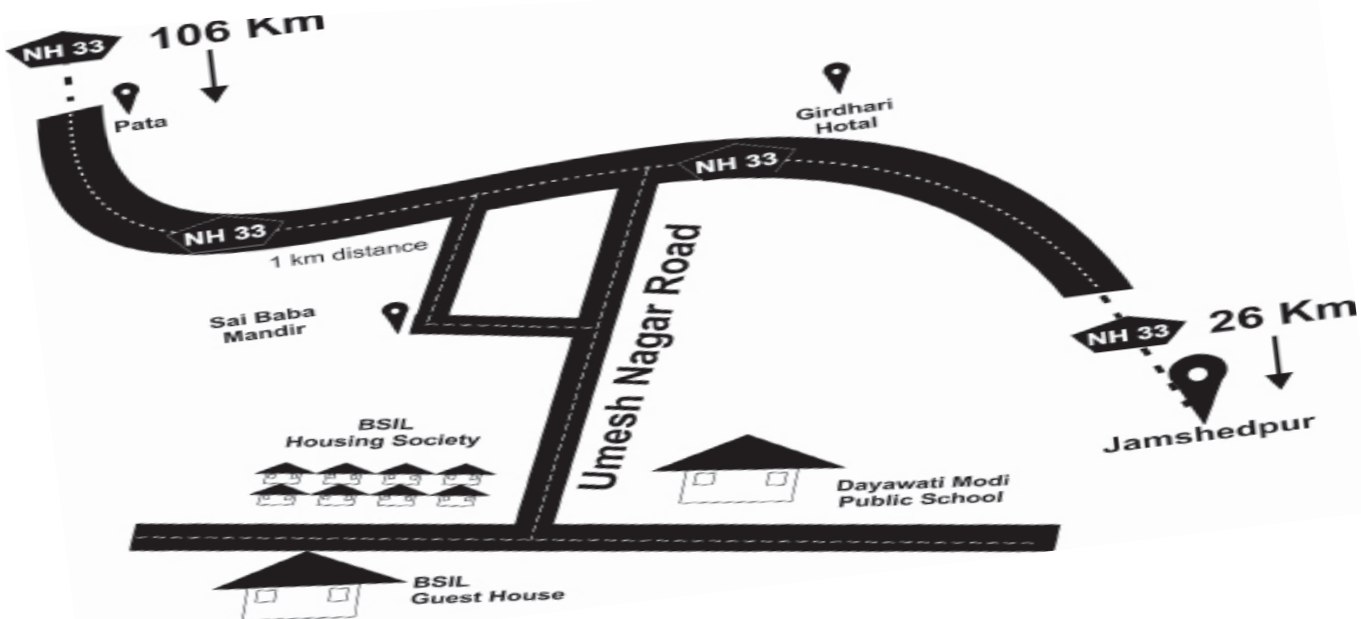 NH 33
106 Km
Pata
Girdhari
Hotal
NH 33
NH 33
1 km distance
Sai Baba
Mandir
Umesh Nagar Road
NH 33
26 Km
Jamshedpur
BSIL
Housing Society
Dayawati Modi
Public School
BSIL
Guest House